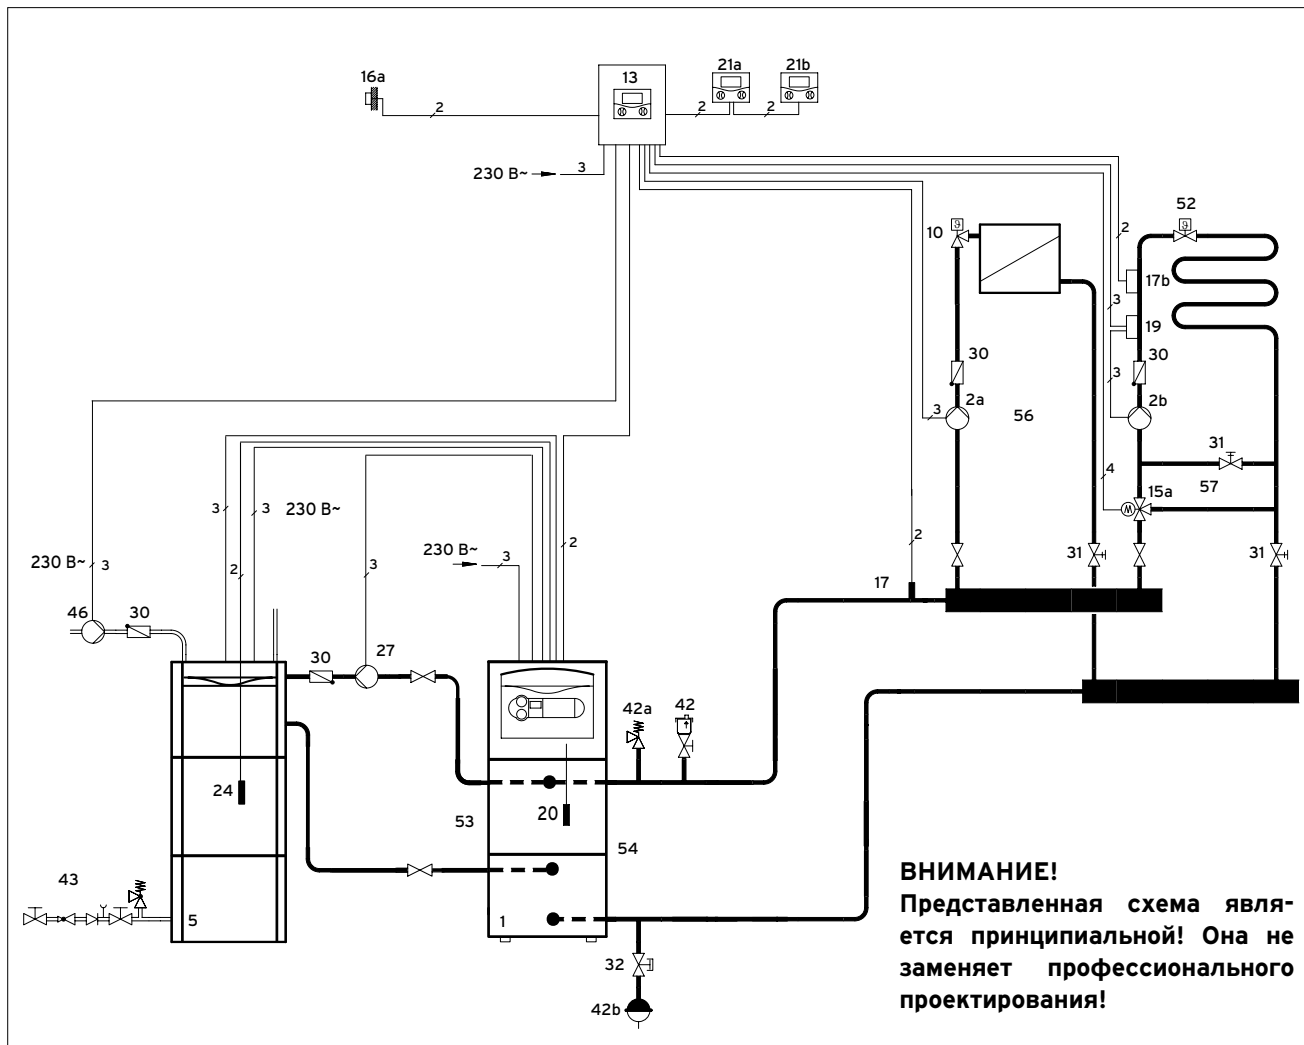 16a
13
21a
21b
2
2
2
230 В~
3
52
10
2
17b
3
19
30
30
3
2a
2b
3
56
31
4
57
15a
3
3
230 В~
230 В~
2
2
230 В~
3
2
3
3
31
31
17
46
30
30
27
42a
42
24
20
53
54
43
5
1
32
42b
ВНИМАНИЕ!
Представленная схема явля-
ется принципиальной! Она не
заменяет профессионального
проектирования!